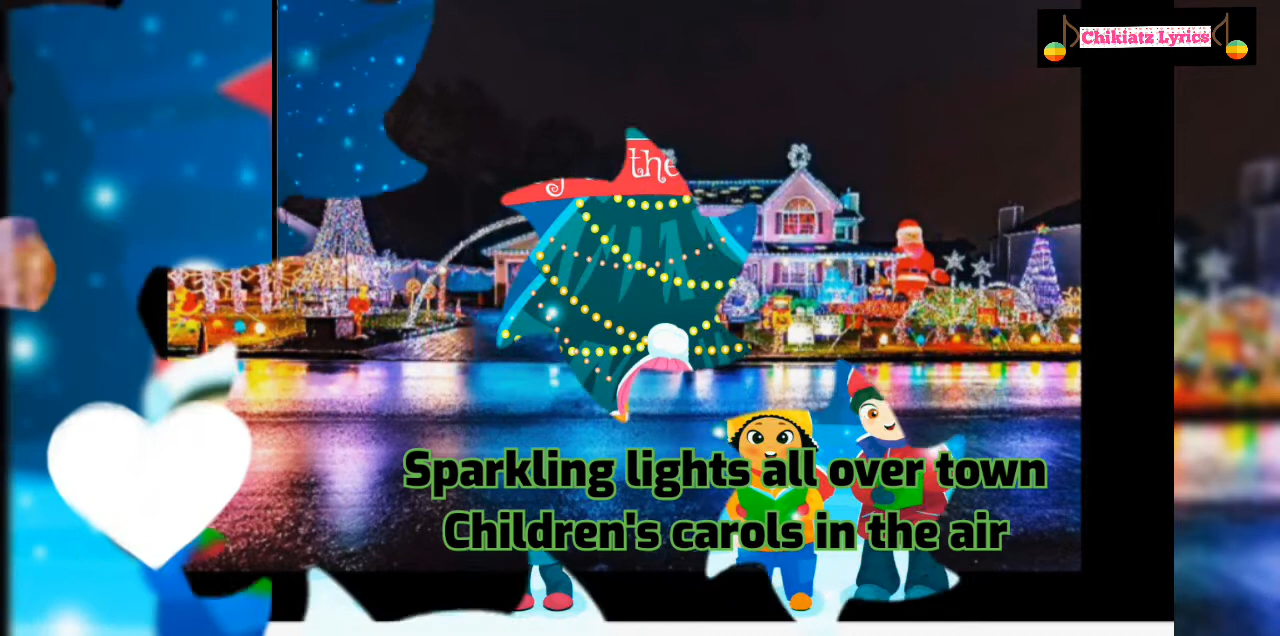 Chikiatz Lyrics
the
Sparkling lights all over town
Children's carols in the air